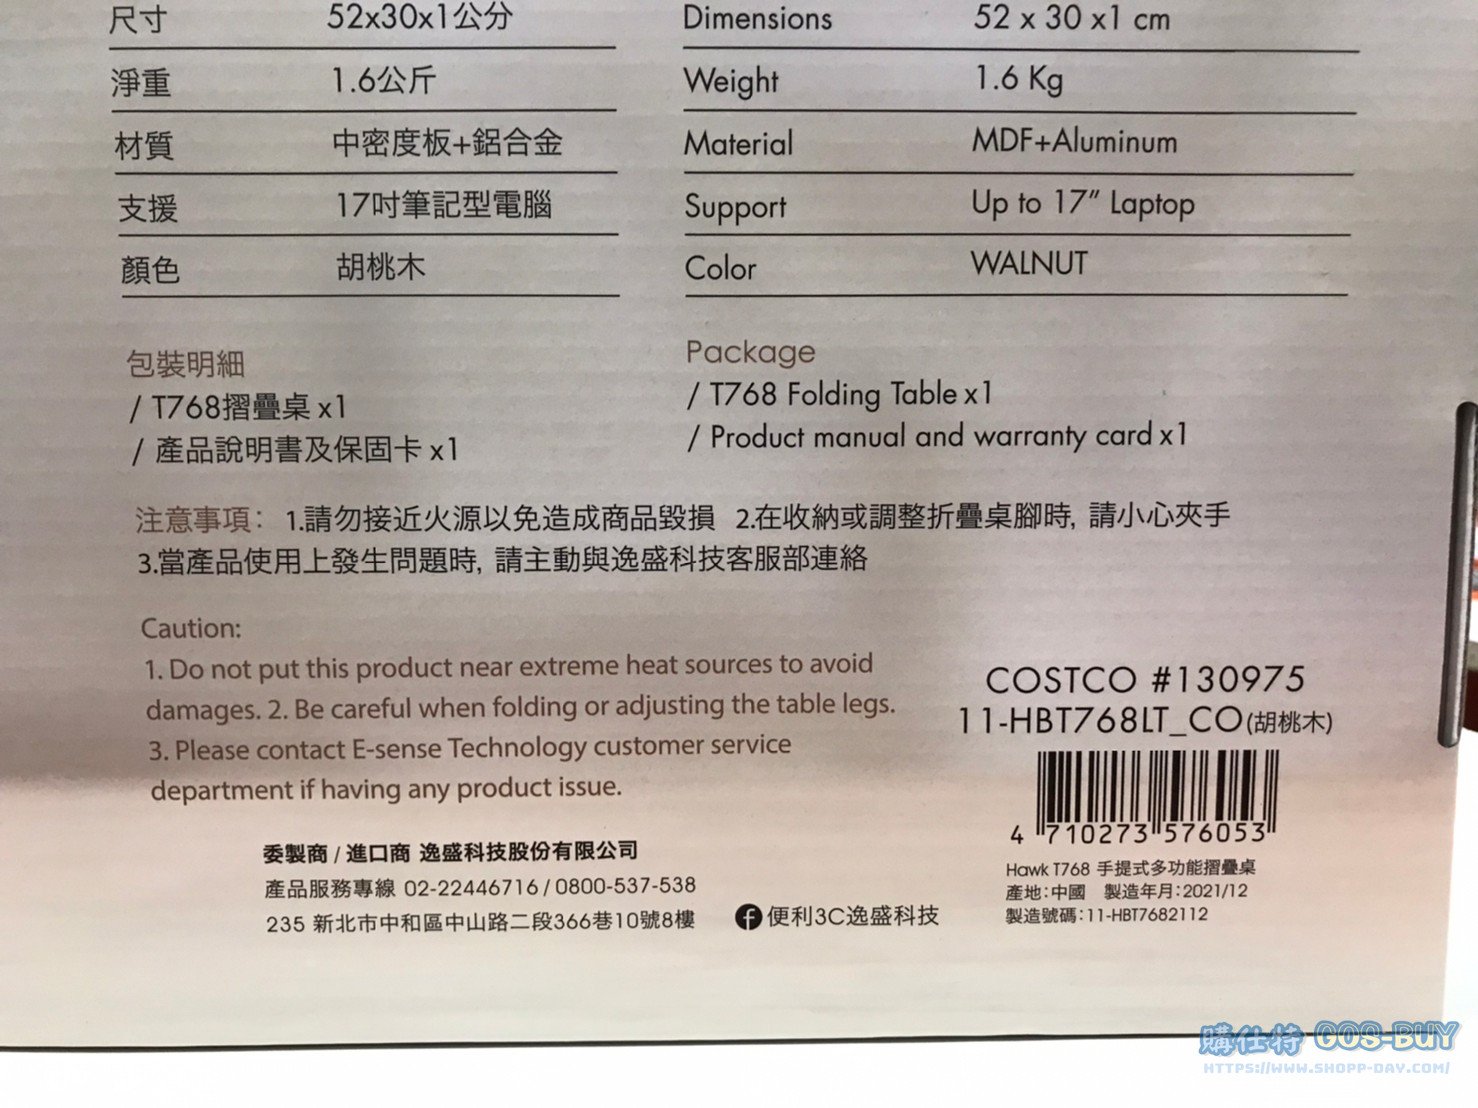 尺寸 52x30x1公分
淨重 1.6公斤
材質 中密度板+鋁合金
支援 17吋筆記型電腦
顏色 胡桃木
Dimensions 52 x 30 x1 cm
Weight 1.6 Kg
Material MDF+Aluminum
Support Up to 17” Laptop
Color WALNUT
包裝明細
/ T768摺疊桌 x1
/ 產品說明書及保固卡 x1
Package
/ T768 Folding Table x1
/ Product manual and warranty card x1
注意事項： 1.請勿接近火源以免造成商品毀損 2.在收納或調整折疊桌腳時, 請小心夾手
3.當產品使用上發生問題時, 請主動與逸盛科技客服部連絡
Caution:
1. Do not put this product near extreme heat sources to avoid
damages. 2. Be careful when folding or adjusting the table legs.
3. Please contact E-sense Technology customer service
department if having any product issue.
COSTCO #130975
11-HBT768LT_CO(胡桃木)
4 710273 576053
Hawk T768 手提式多功能摺疊桌
產地：中國 製造年月：2021/12
製造號碼：11-HBT7682112
委製商 / 進口商 逸盛科技股份有限公司
產品服務專線 02-22446716 / 0800-537-538
235 新北市中和區中山路二段366巷10號8樓
便利3C逸盛科技
購仕特 GOS-BUY
HTTPS://WWW.SHOPP-DAY.COM/